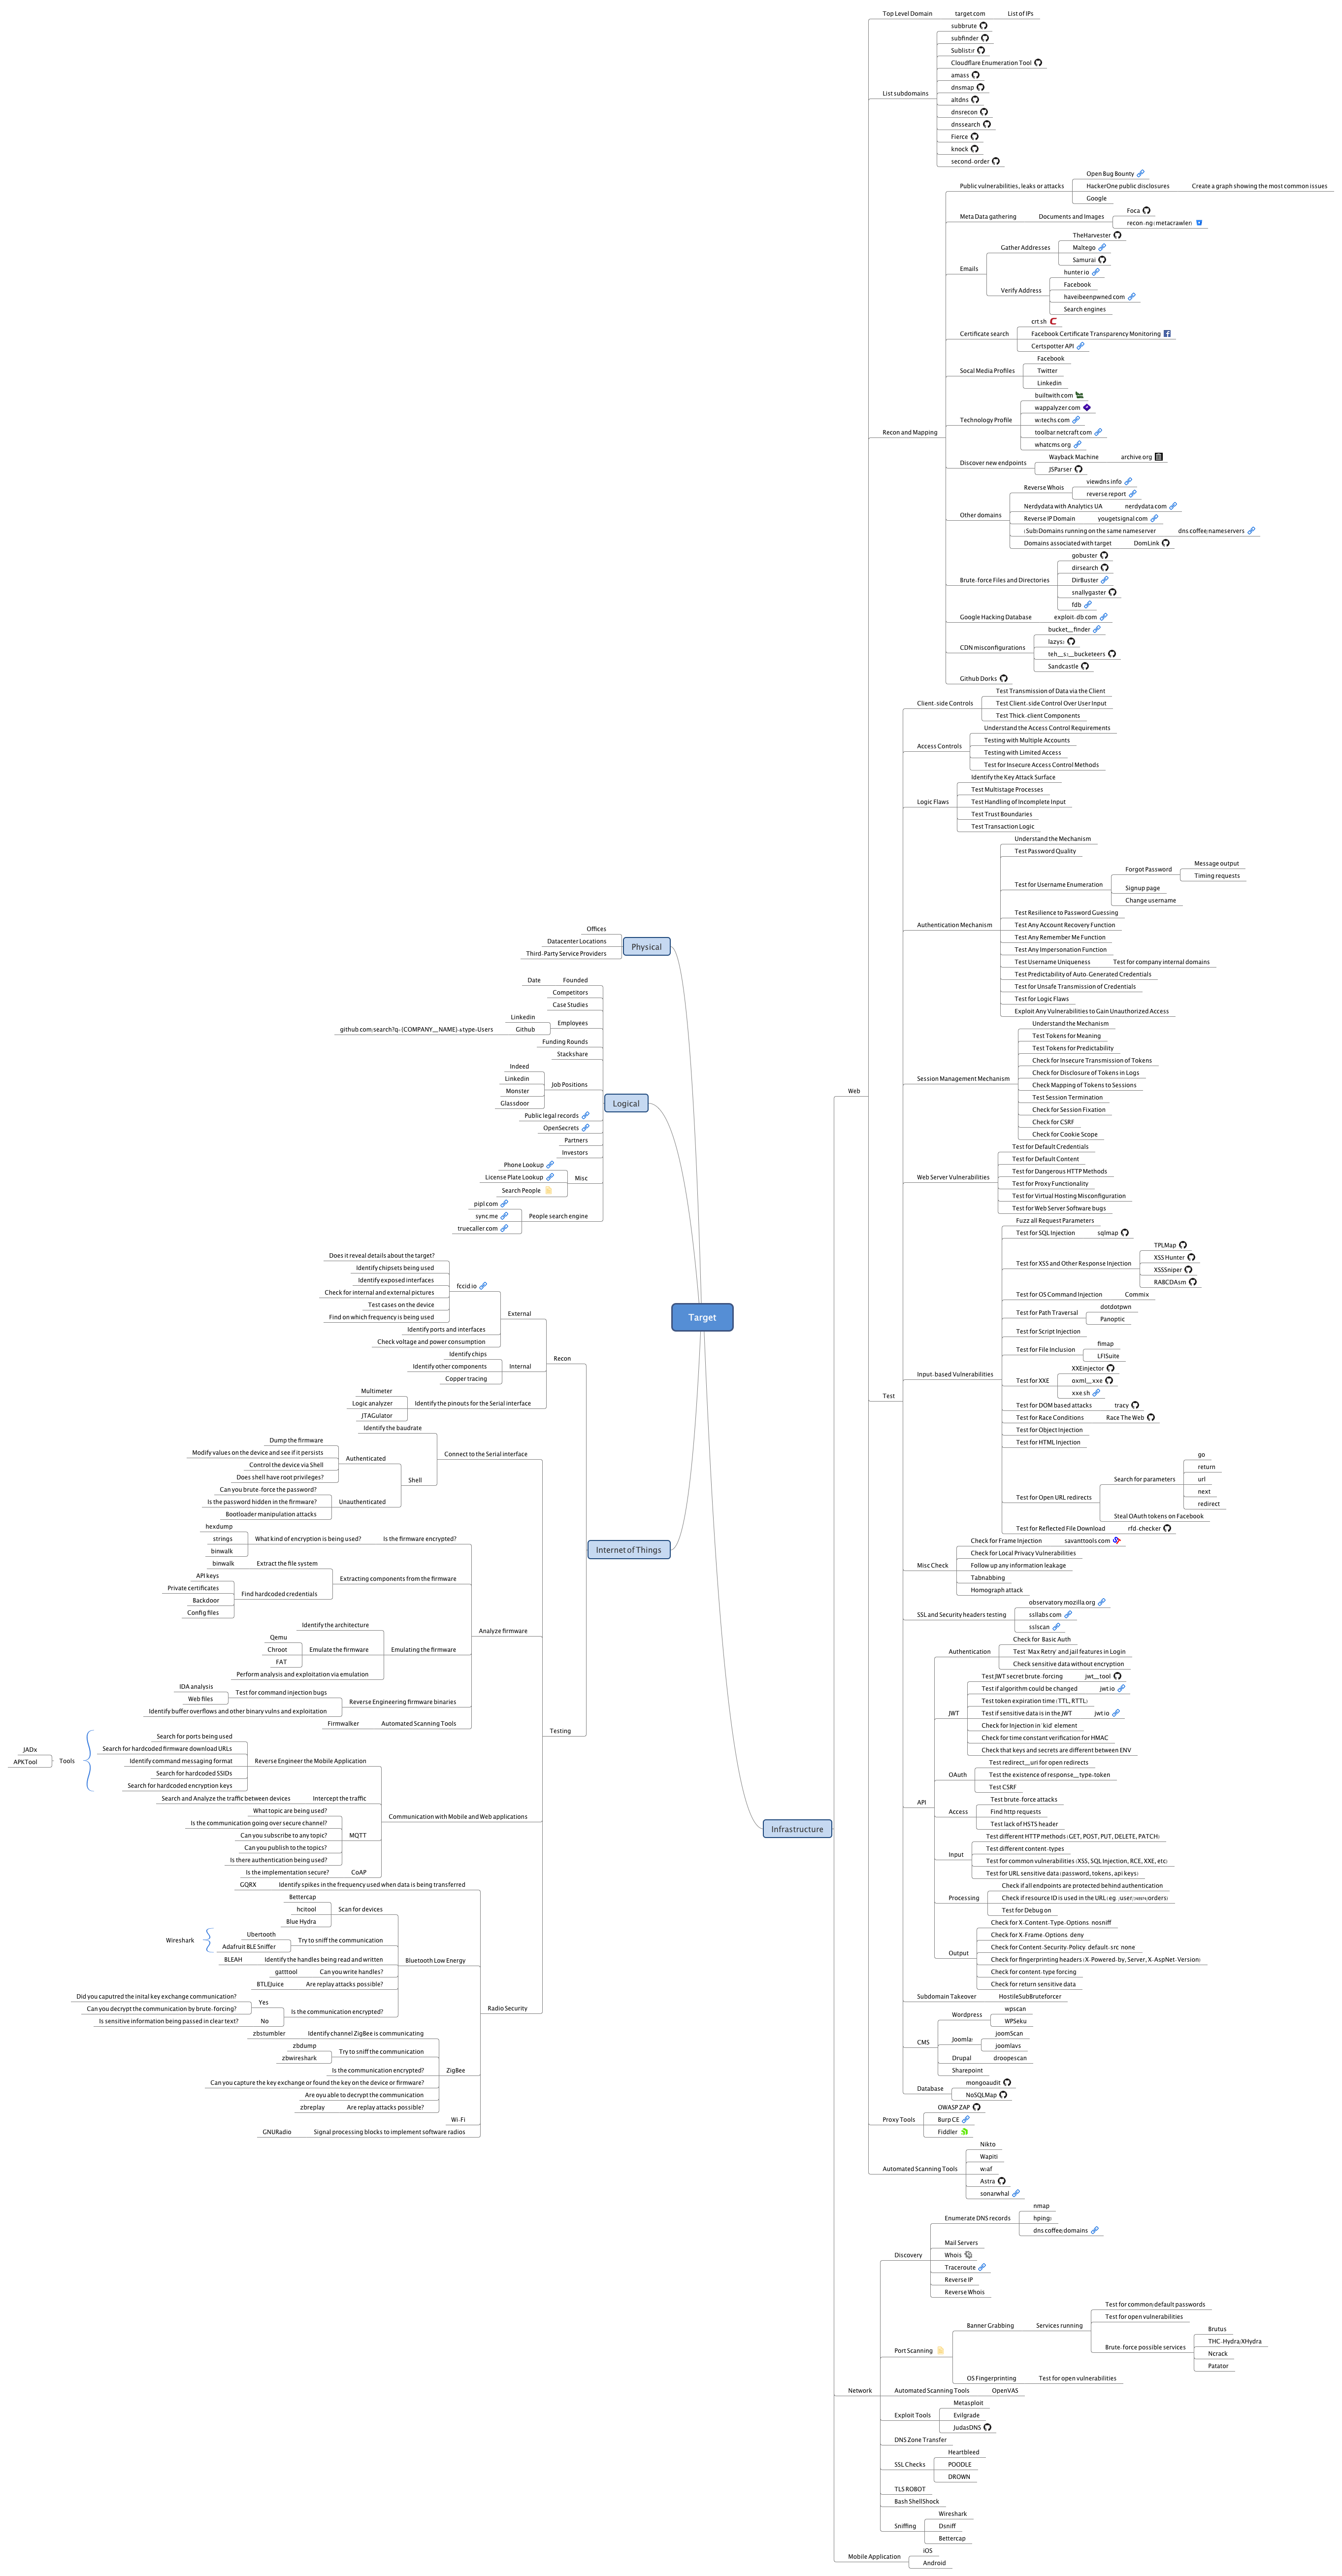 Target
Physical
Offices
Datacenter Locations
Third-Party Service Providers
Logical
Founded
Date
Competitors
Case Studies
Employees
Linkedin
Github
Funding Rounds
Stackshare
Job Positions
Indeed
Linkedin
Monster
Glassdoor
Public legal records
OpenSecrets
Partners
Investors
Misc
Phone Lookup
License Plate Lookup
Search People
People search engine
pipl.com
sync.me
truecaller.com
Internet of Things
Recon
External
fccid.io
Does it reveal details about the target?
Identify chipsets being used
Identify exposed interfaces
Check for internal and external pictures
Test cases on the device
Find on which frequency is being used
Identify ports and interfaces
Check voltage and power consumption
Internal
Identify chips
Identify other components
Copper tracing
Identify the pinouts for the Serial interface
Multimeter
Logic analyzer
JTAGulator
Testing
Connect to the Serial interface
Identify the baudrate
Shell
Authenticated
Dump the firmware
Modify values on the device and see if it persists
Control the device via Shell
Does shell have root privileges?
Unauthenticated
Can you brute-force the password?
Is the password hidden in the firmware?
Bootloader manipulation attacks
Analyze firmware
Is the firmware encrypted?
What kind of encryption is being used?
hexdump
strings
binwalk
Extracting components from the firmware
Extract the file system
binwalk
Find hardcoded credentials
API keys
Private certificates
Backdoor
Config files
Emulating the firmware
Identify the architecture
Emulate the firmware
Qemu
Chroot
FAT
Perform analysis and exploitation via emulation
Reverse Engineering firmware binaries
Test for command injection bugs
IDA analysis
Web files
Identify buffer overflows and other binary vulns and exploitation
Automated Scanning Tools
Firmwalker
Communication with Mobile and Web applications
Reverse Engineer the Mobile Application
Search for ports being used
Search for hardcoded firmware download URLs
Identify command messaging format
Search for hardcoded SSIDs
Search for hardcoded encryption keys
Tools
JADx
APKTool
Intercept the traffic
Search and Analyze the traffic between devices
MQTT
What topic are being used?
Is the communication going over secure channel?
Can you subscribe to any topic?
Can you publish to the topics?
Is there authentication being used?
CoAP
Is the implementation secure?
Radio Security
Identify spikes in the frequency used when data is being transferred
GQRX
Bluetooth Low Energy
Scan for devices
Bettercap
hcitool
Blue Hydra
Try to sniff the communication
Ubertooth
Adafruit BLE Sniffer
Wireshark
Identify the handles being read and written
BLEAH
Can you write handles?
gatttool
Are replay attacks possible?
BTLEJuice
Is the communication encrypted?
Yes
Did you caputred the inital key exchange communication?
Can you decrypt the communication by brute-forcing?
No
Is sensitive information being passed in clear text?
ZigBee
Identify channel ZigBee is communicating
zbstumbler
Try to sniff the communication
zbdump
zbwireshark
Is the communication encrypted?
Can you capture the key exchange or found the key on the device or firmware?
Are oyu able to decrypt the communication
Are replay attacks possible?
zbreplay
Wi-Fi
Signal processing blocks to implement software radios
GNURadio
Infrastructure
Web
Top Level Domain
target.com
List of IPs
List subdomains
subbrute
subfinder
Sublist3r
Cloudflare Enumeration Tool
amass
dnsmap
altdns
dnsrecon
dnssearch
Fierce
knock
second-order
Recon and Mapping
Public vulnerabilities, leaks or attacks
Open Bug Bounty
HackerOne public disclosures
Create a graph showing the most common issues
Google
Meta Data gathering
Documents and Images
Foca
recon-ng(metacrawler)
Emails
Gather Addresses
TheHarvester
Maltego
Samurai
Verify Address
hunter.io
Facebook
haveibeenpwned.com
Search engines
Certificate search
crt.sh
Facebook Certificate Transparency Monitoring
Certspotter API
Socal Media Profiles
Facebook
Twitter
Linkedin
Technology Profile
builtwith.com
wappalyzer.com
w3techs.com
toolbar.netcraft.com
whatcms.org
Discover new endpoints
Wayback Machine
archive.org
JSParser
Other domains
Reverse Whois
viewdns.info
reverse.report
Nerdydata with Analytics UA
nerdydata.com
Reverse IP Domain
yougetsignal.com
(Sub)Domains running on the same nameserver
dns.coffee/nameservers
Domains associated with target
DomLink
Brute-force Files and Directories
gobuster
dirsearch
DirBuster
snallygaster
fdb
Google Hacking Database
exploit-db.com
CDN misconfigurations
bucket_finder
lazys3
teh_s3_bucketeers
Sandcastle
Github Dorks
Test
Client-side Controls
Test Transmission of Data via the Client
Test Client-side Control Over User Input
Test Thick-client Components
Access Controls
Understand the Access Control Requirements
Testing with Multiple Accounts
Testing with Limited Access
Test for Insecure Access Control Methods
Logic Flaws
Identify the Key Attack Surface
Test Multistage Processes
Test Handling of Incomplete Input
Test Trust Boundaries
Test Transaction Logic
Authentication Mechanism
Understand the Mechanism
Test Password Quality
Test for Username Enumeration
Forgot Password
Message output
Timing requests
Signup page
Change username
Test Resilience to Password Guessing
Test Any Account Recovery Function
Test Any Remember Me Function
Test Any Impersonation Function
Test Username Uniqueness
Test for company internal domains
Test Predictability of Auto-Generated Credentials
Test for Unsafe Transmission of Credentials
Test for Logic Flaws
Exploit Any Vulnerabilities to Gain Unauthorized Access
Session Management Mechanism
Understand the Mechanism
Test Tokens for Meaning
Test Tokens for Predictability
Check for Insecure Transmission of Tokens
Check for Disclosure of Tokens in Logs
Check Mapping of Tokens to Sessions
Test Session Termination
Check for Session Fixation
Check for CSRF
Check for Cookie Scope
Web Server Vulnerabilities
Test for Default Credentials
Test for Default Content
Test for Dangerous HTTP Methods
Test for Proxy Functionality
Test for Virtual Hosting Misconfiguration
Test for Web Server Software bugs
Input-based Vulnerabilities
Fuzz all Request Parameters
Test for SQL Injection
sqlmap
Test for XSS and Other Response Injection
TPLMap
XSS Hunter
XSSSniper
RABCDAsm
Test for OS Command Injection
Commix
Test for Path Traversal
dotdotpwn
Panoptic
Test for Script Injection
Test for File Inclusion
fimap
LFISuite
Test for XXE
XXEinjector
oxml_xxe
xxe.sh
Test for DOM based attacks
tracy
Test for Race Conditions
Race The Web
Test for Object Injection
Test for HTML Injection
Test for Open URL redirects
Search for parameters
go
return
url
next
redirect
Steal OAuth tokens on Facebook
Test for Reflected File Download
rfd-checker
Misc Check
Check for Frame Injection
savanttools.com
Check for Local Privacy Vulnerabilities
Follow up any information leakage
Tabnabbing
Homograph attack
SSL and Security headers testing
observatory.mozilla.org
ssllabs.com
sslscan
API
Authentication
Check for Basic Auth
Test 'Max Retry' and jail features in Login
Check sensitive data without encryption
JWT
Test JWT secret brute-forcing
jwt_tool
Test if algorithm could be changed
jwt.io
Test token expiration time (TTL, RTTL)
Test if sensitive data is in the JWT
jwt.io
Check for Injection in 'kid' element
Check for time constant verification for HMAC
Check that keys and secrets are different between ENV
OAuth
Test redirect_uri for open redirects
Test the existence of response_type=token
Test CSRF
Access
Test brute-force attacks
Find http requests
Test lack of HSTS header
Input
Test different HTTP methods (GET, POST, PUT, DELETE, PATCH)
Test different content-types
Test for common vulnerabilities (XSS, SQL Injection, RCE, XXE, etc)
Test for URL sensitive data (password, tokens, api keys)
Processing
Check if all endpoints are protected behind authentication
Check if resource ID is used in the URL
Test for Debug on
Output
Check for X-Content-Type-Options: nosniff
Check for X-Frame-Options: deny
Check for Content-Security-Policy: default-src none
Check for fingerprinting headers (X-Powered-by, Server, X-AspNet-Version)
Check for content-type forcing
Check for return sensitive data
Subdomain Takeover
HostileSubBruteforcer
CMS
Wordpress
wpscan
WPSeku
Joomla!
joomScan
joomlavs
Drupal
droopescan
Sharepoint
Database
mongoaudit
NoSQLMap
Proxy Tools
OWASP ZAP
Burp CE
Fiddler
Automated Scanning Tools
Nikto
Wapiti
w3af
Astra
sonarwhal
Network
Discovery
Enumerate DNS records
nmap
hping3
dns.coffee/domains
Mail Servers
Whois
Traceroute
Reverse IP
Reverse Whois
Port Scanning
Banner Grabbing
Services running
Test for common/default passwords
Test for open vulnerabilities
Brute-force possible services
Brutus
THC-Hydra/XHydra
Ncrack
Patator
OS Fingerprinting
Test for open vulnerabilities
Automated Scanning Tools
OpenVAS
Exploit Tools
Metasploit
Evilgrade
JudasDNS
DNS Zone Transfer
SSL Checks
Heartbleed
POODLE
DROWN
TLS ROBOT
Bash ShellShock
Sniffing
Wireshark
Dsniff
Bettercap
Mobile Application
iOS
Android